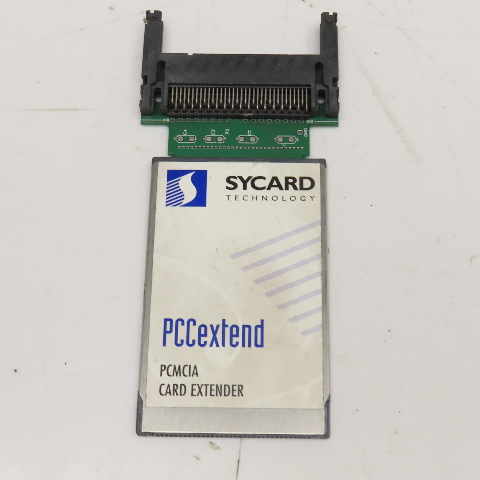 SYCARD
TECHNOLOGY
PCCextend
PCMCIA
CARD EXTENDER